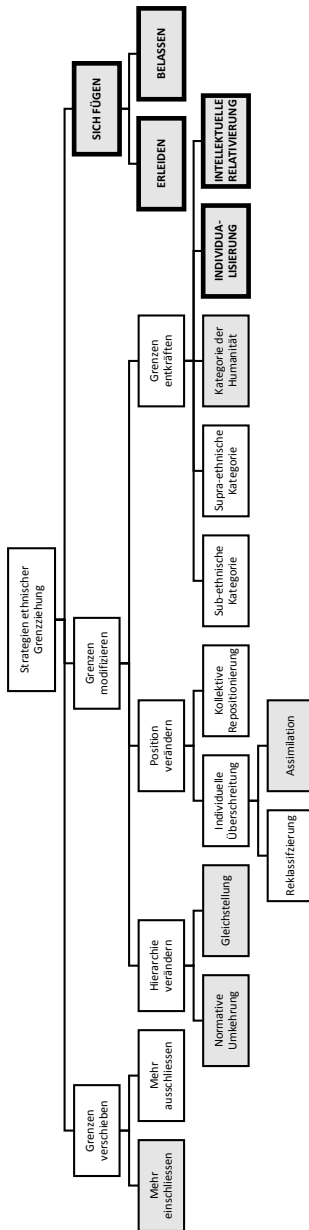 Strategien ethnischer
Grenzziehung
Grenzen
verschieben
Grenzen
modifizieren
SICH FÜGEN
Mehr
einschliessen
Mehr
ausschliessen
Hierarchie
verändern
Position
verändern
Grenzen
entkräften
ERLEIDEN
BELASSEN
Normative
Umkehrung
Gleichstellung
Individuelle
Überschreitung
Kollektive
Repositionierung
Sub-ethnische
Kategorie
Supra-ethnische
Kategorie
Kategorie der
Humanität
INDIVIDUA-
LISIERUNG
INTELLEKTUELLE
RELATIVIERUNG
Reklassifzierung
Assimilation